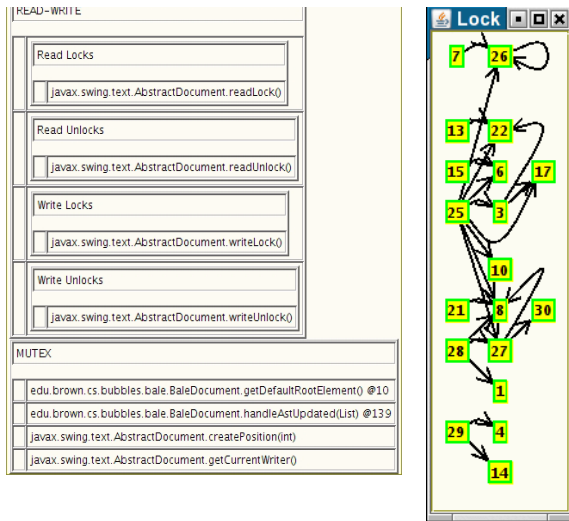 READ-WRITE
Read Locks
javax.swing.text.AbstractDocument.readLock()
Read Unlocks
javax.swing.text.AbstractDocument.readUnlock()
Write Locks
javax.swing.text.AbstractDocument.writeLock()
Write Unlocks
javax.swing.text.AbstractDocument.writeUnlock()
MUTEX
edu.brown.cs.bubbles.bale.BaleDocument.getDefaultRootElement() @10
edu.brown.cs.bubbles.bale.BaleDocument.handleAstUpdated(List) @139
javax.swing.text.AbstractDocument.createPosition(int)
javax.swing.text.AbstractDocument.getCurrentWriter()
Lock
7 26
13 22
15 6 17
25 3
10
21 8 30
28 27
1
29 4
14